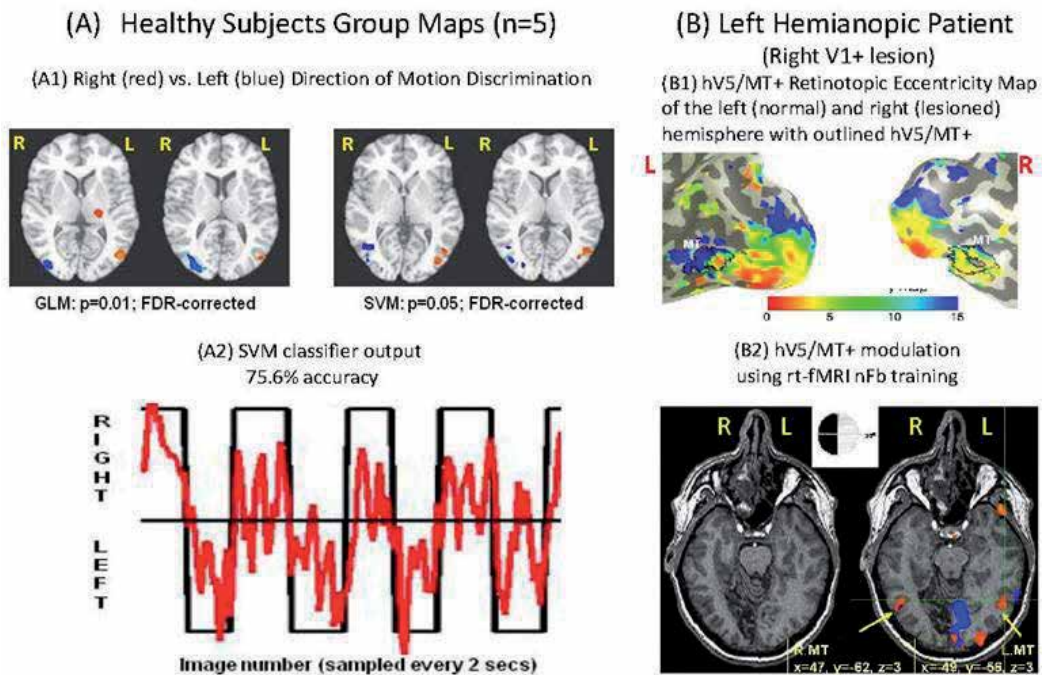 (A) Healthy Subjects Group Maps (n=5)
(A1) Right (red) vs. Left (blue) Direction of Motion Discrimination
R L R L
R L R L
GLM: p=0.01; FDR-corrected
SVM: p=0.05; FDR-corrected
(A2) SVM classifier output
75.6% accuracy
RIGHT
LEFT
Image number (sampled every 2 secs)
(B) Left Hemianopic Patient
(Right V1+ lesion)
(B1) hV5/MT+ Retinotopic Eccentricity Map
of the left (normal) and right (lesioned)
hemisphere with outlined hV5/MT+
L R
MT MT
0 5 10 15
(B2) hV5/MT+ modulation
using rt-fMRI nFb training
R L R L
R.MT L.MT
x=47, y=-62, z=3 x=-49, y=-55, z=3